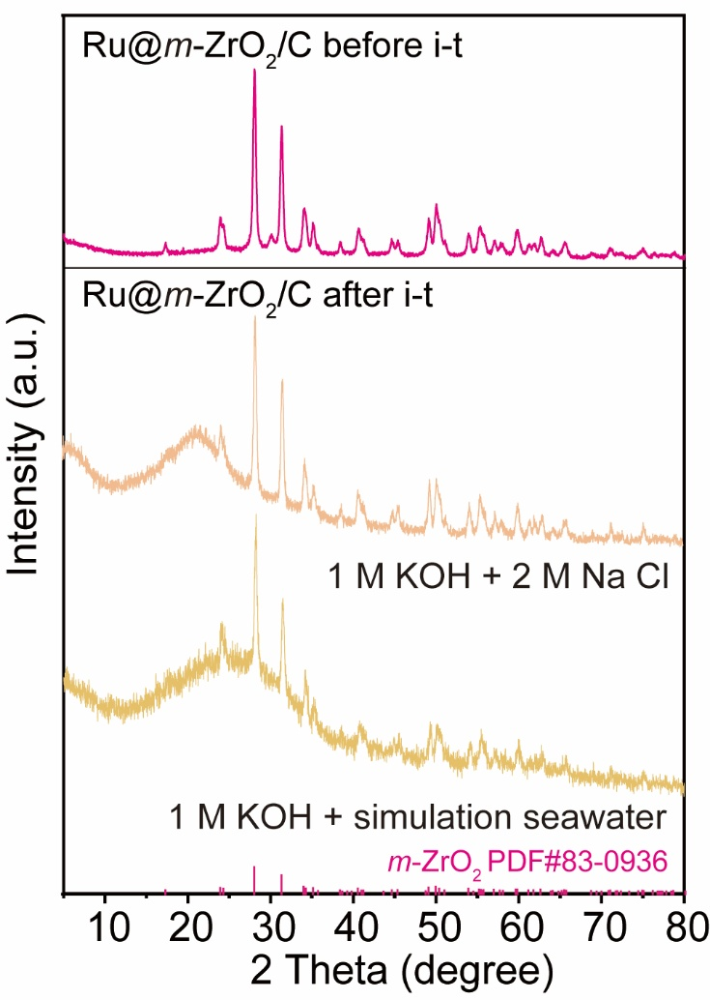 Ru@m-ZrO₂/C before i-t
Ru@m-ZrO₂/C after i-t
Intensity (a.u.)
1 M KOH + 2 M Na Cl
1 M KOH + simulation seawater
m-ZrO₂ PDF#83-0936
10 20 30 40 50 60 70 80
2 Theta (degree)